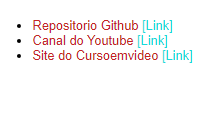 Repositorio Github [Link]
Canal do Youtube [Link]
Site do Cursoemvideo [Link]